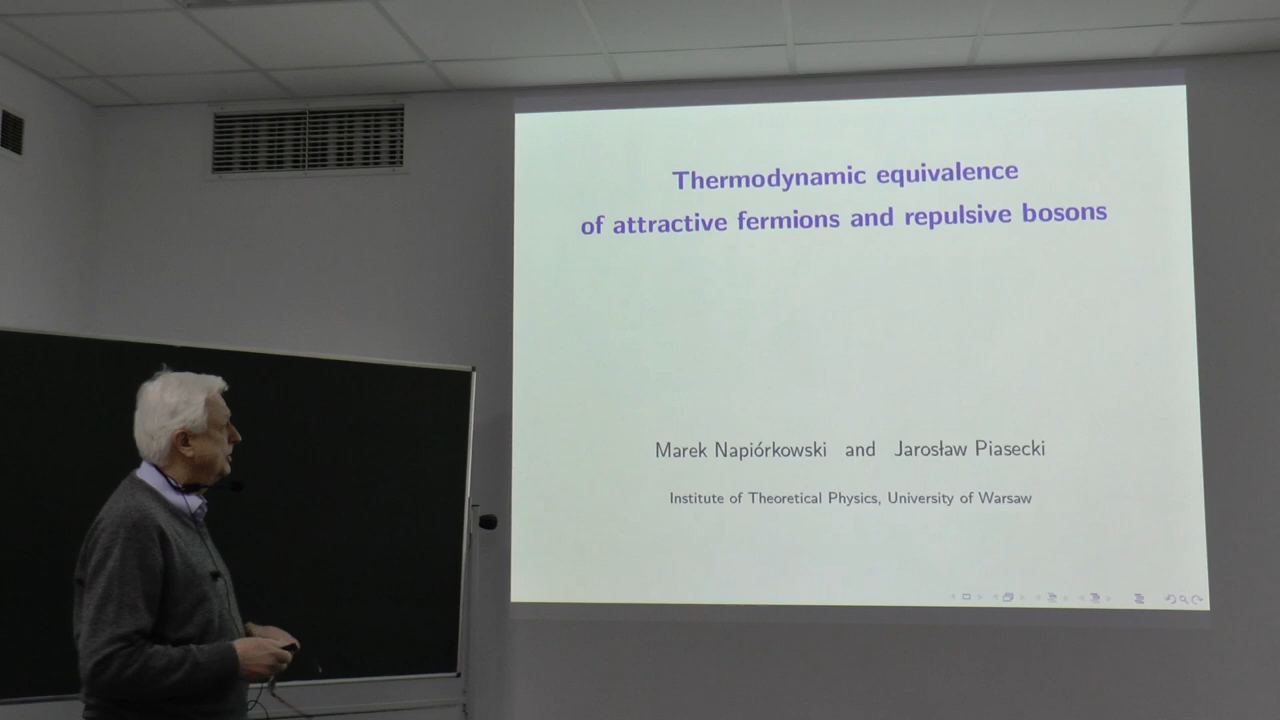 Thermodynamic equivalence
of attractive fermions and repulsive bosons
Marek Napiórkowski and Jarosław Piasecki
Institute of Theoretical Physics, University of Warsaw